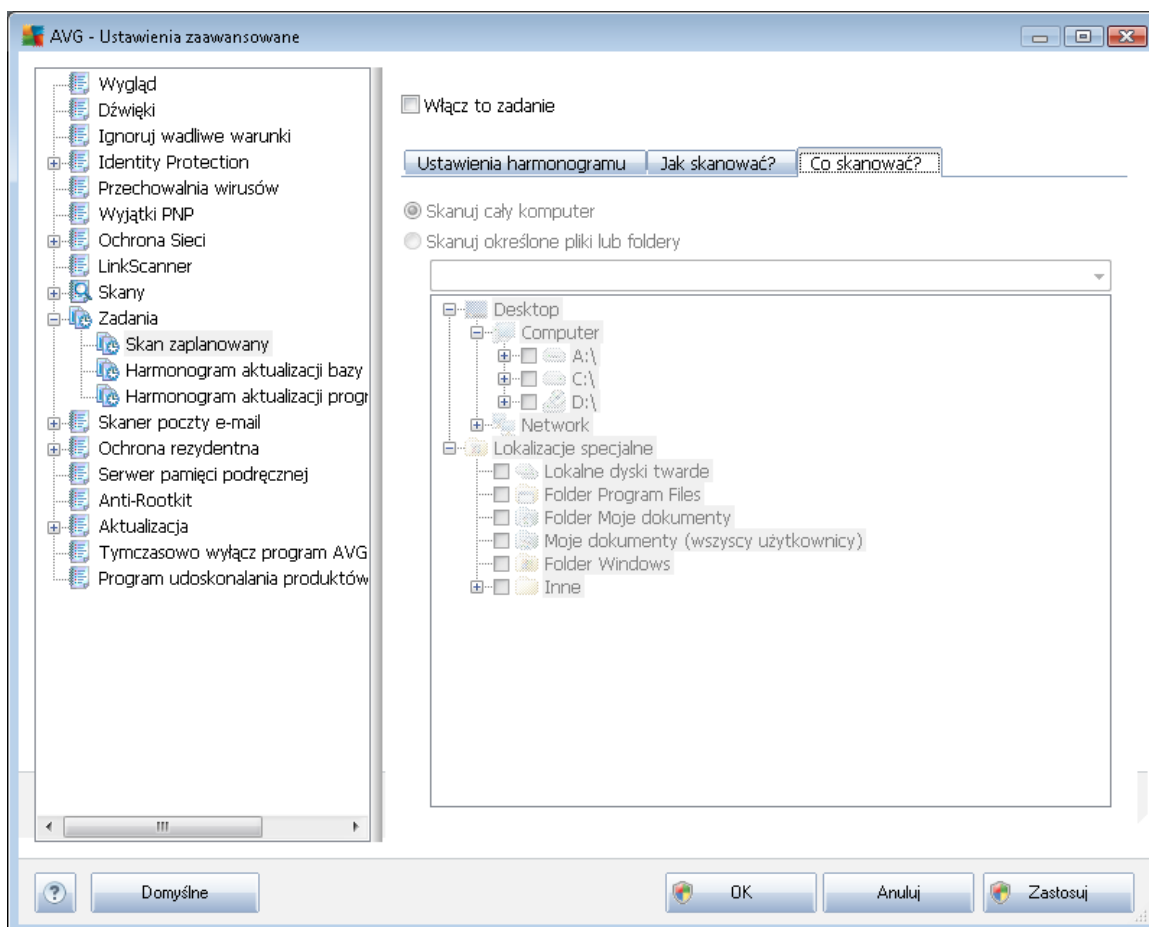 AVG - Ustawienia zaawansowane
Wygląd
Dźwięki
Ignoruj wadliwe warunki
Identity Protection
Przechowalnia wirusów
Wyjątki PNP
Ochrona Sieci
LinkScanner
Skany
Zadania
Skan zaplanowany
Harmonogram aktualizacji bazy
Harmonogram aktualizacji progr
Skaner poczty e-mail
Ochrona rezydentna
Serwer pamięci podręcznej
Anti-Rootkit
Aktualizacja
Tymczasowo wyłącz program AVG
Program udoskonalania produktów
Włącz to zadanie
Ustawienia harmonogramu Jak skanować? Co skanować?
Skanuj cały komputer
Skanuj określone pliki lub foldery
Desktop
Computer
A:\
C:\
D:\
Network
Lokalizacje specjalne
Lokalne dyski twarde
Folder Program Files
Folder Moje dokumenty
Moje dokumenty (wszyscy użytkownicy)
Folder Windows
Inne
? Domyślne OK Anuluj Zastosuj